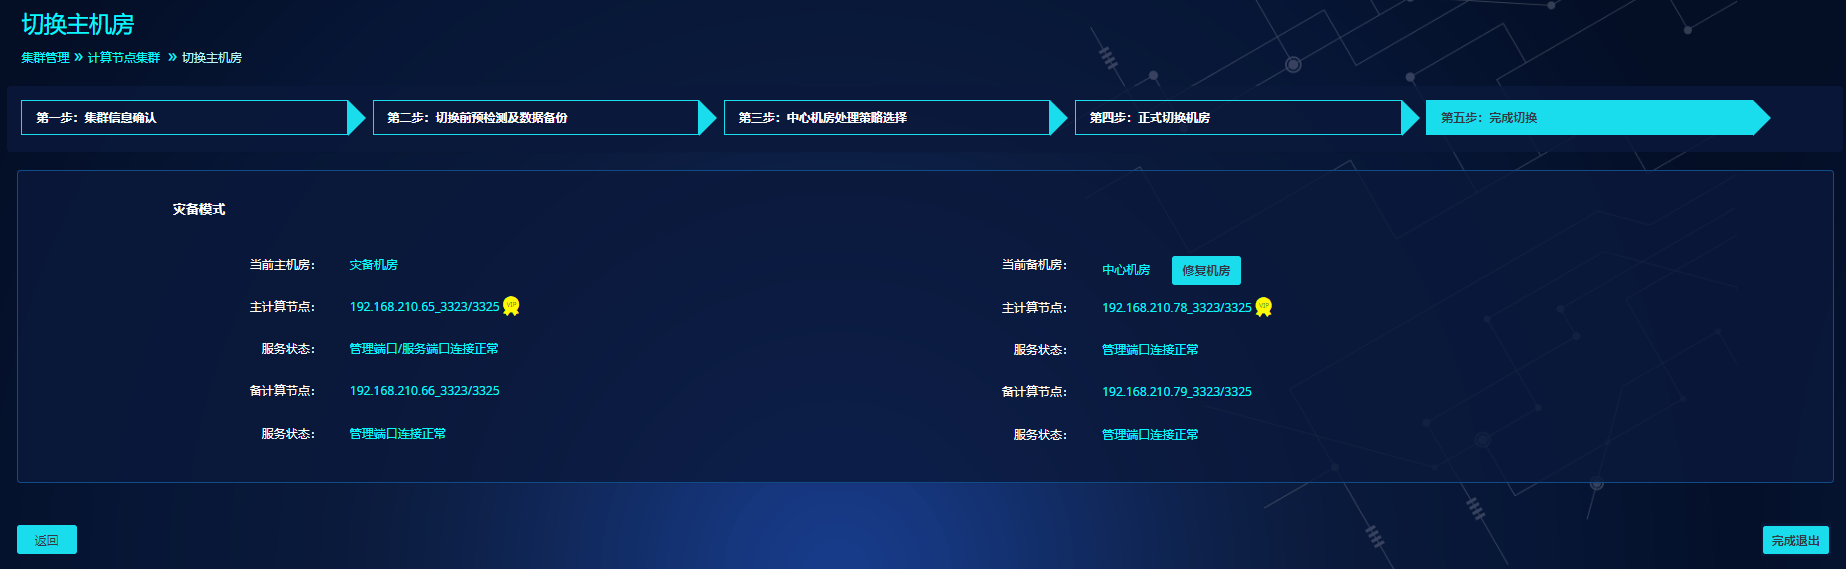 切换主机房
集群管理 » 计算节点集群 » 切换主机房
第一步：集群信息确认
第二步：切换前预检测及数据备份
第三步：中心机房处理策略选择
第四步：正式切换机房
第五步：完成切换
灾备模式
当前主机房： 灾备机房
主计算节点： 192.168.210.65_3323/3325 VIP
服务状态： 管理端口/服务端口连接正常
备计算节点： 192.168.210.66_3323/3325
服务状态： 管理端口连接正常
当前备机房： 中心机房 修复机房
主计算节点： 192.168.210.78_3323/3325 VIP
服务状态： 管理端口连接正常
备计算节点： 192.168.210.79_3323/3325
服务状态： 管理端口连接正常
返回
完成退出